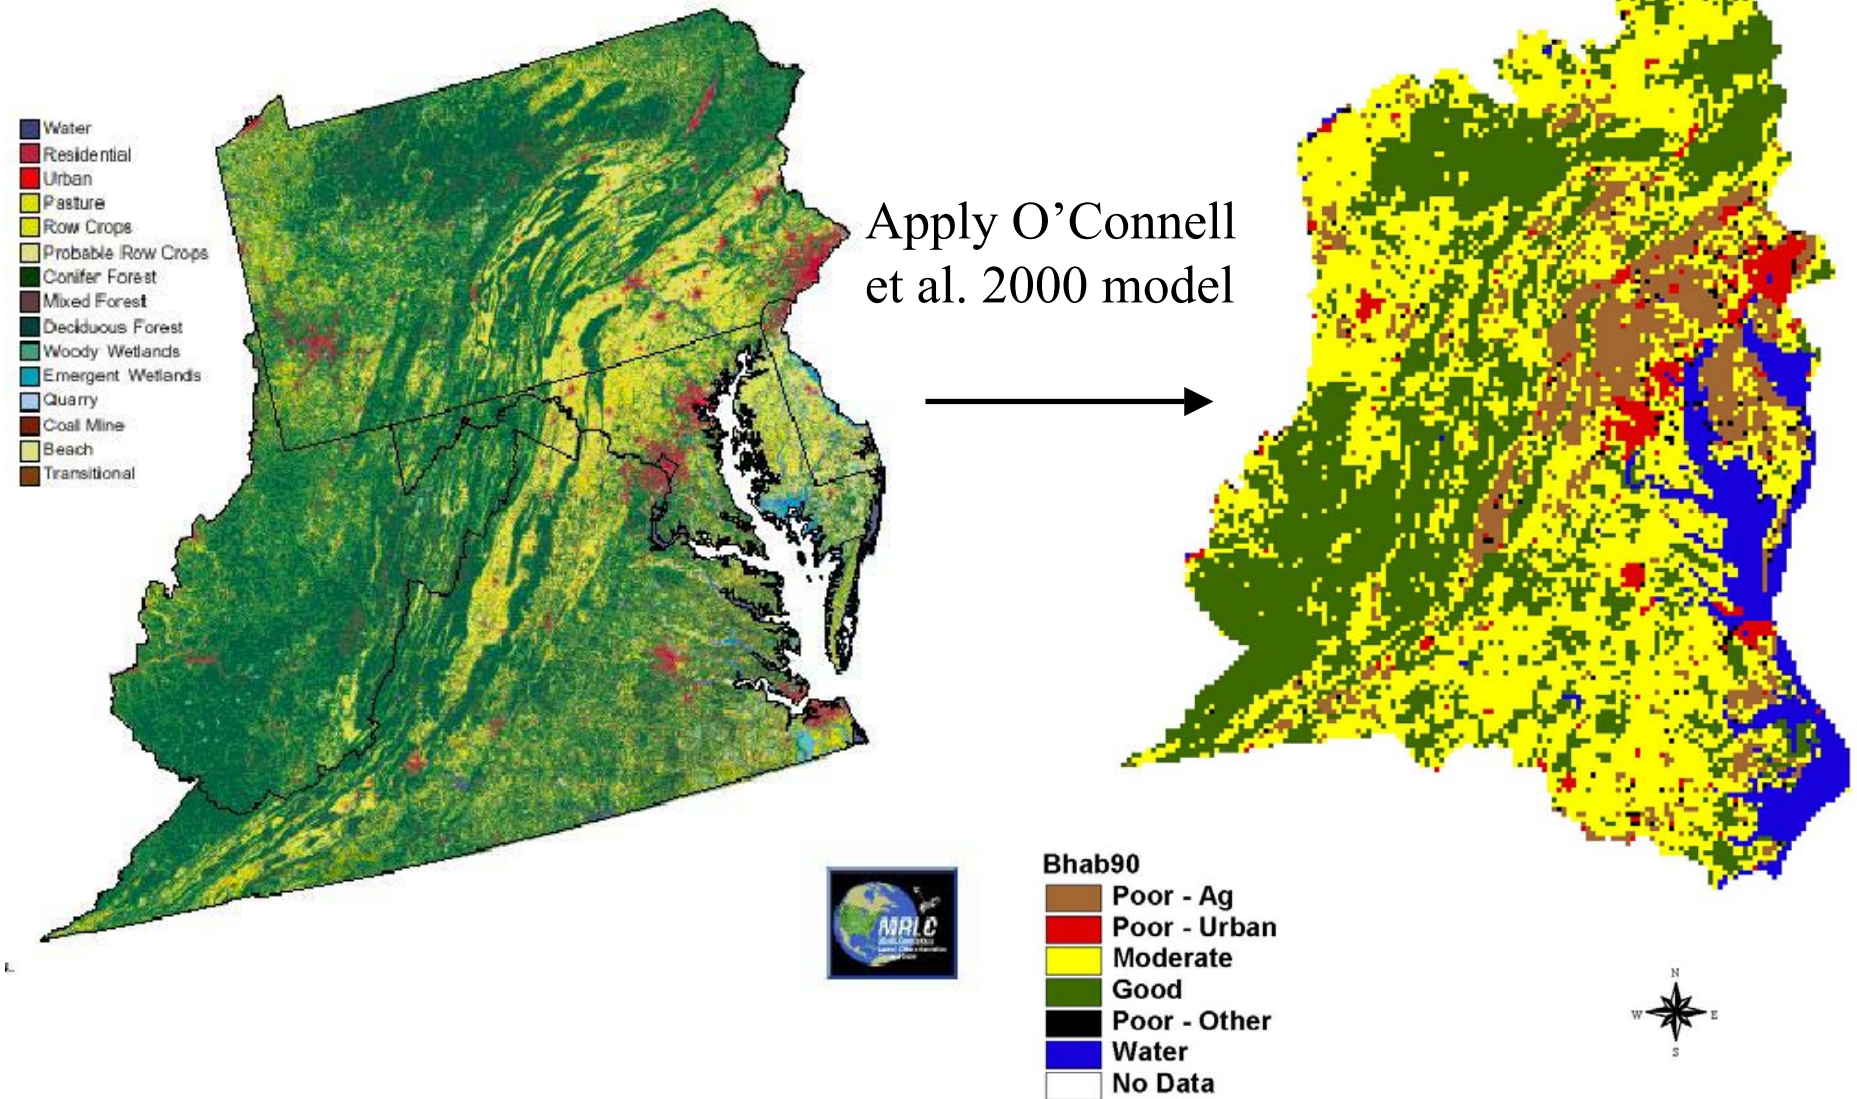 Water
Residential
Urban
Pasture
Row Crops
Probable Row Crops
Conifer Forest
Mixed Forest
Deciduous Forest
Woody Wetlands
Emergent Wetlands
Quarry
Coal Mine
Beach
Transitional
Apply O’Connell
et al. 2000 model
MRLC
Bhab90
Poor - Ag
Poor - Urban
Moderate
Good
Poor - Other
Water
No Data
N
W E
S